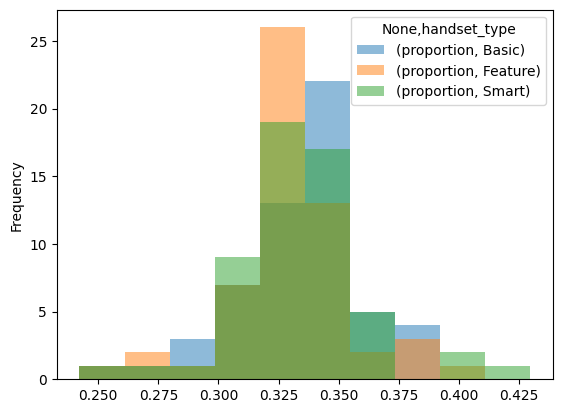 None,handset_type
(proportion, Basic)
(proportion, Feature)
(proportion, Smart)
Frequency
25
20
15
10
5
0
0.250 0.275 0.300 0.325 0.350 0.375 0.400 0.425